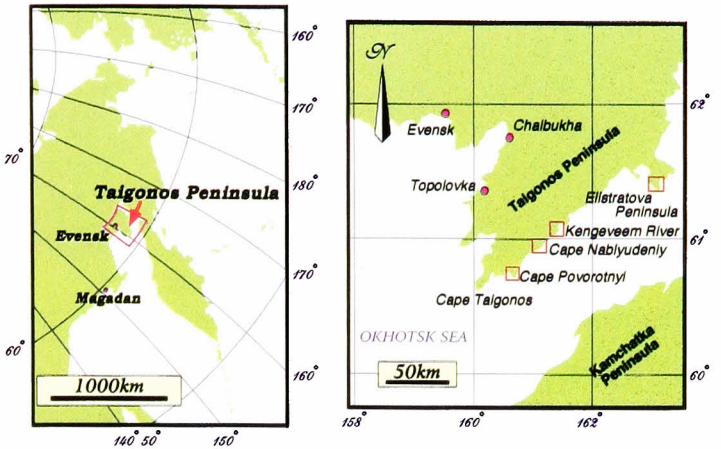 160°
170°
70°
180°
Taigonos Peninsula
Evensk
170°
Magadan
60°
160°
1000km
140° 50° 150°
N
62°
Evensk
Chalbukha
Taigonos Peninsula
Topolovka
Elistratova
Peninsula
Kengeveem River
61°
Cape Nablyudeniy
Cape Povorotnyi
Cape Taigonos
OKHOTSK SEA
Kamchatka
Peninsula
50km
60°
158° 160° 162°